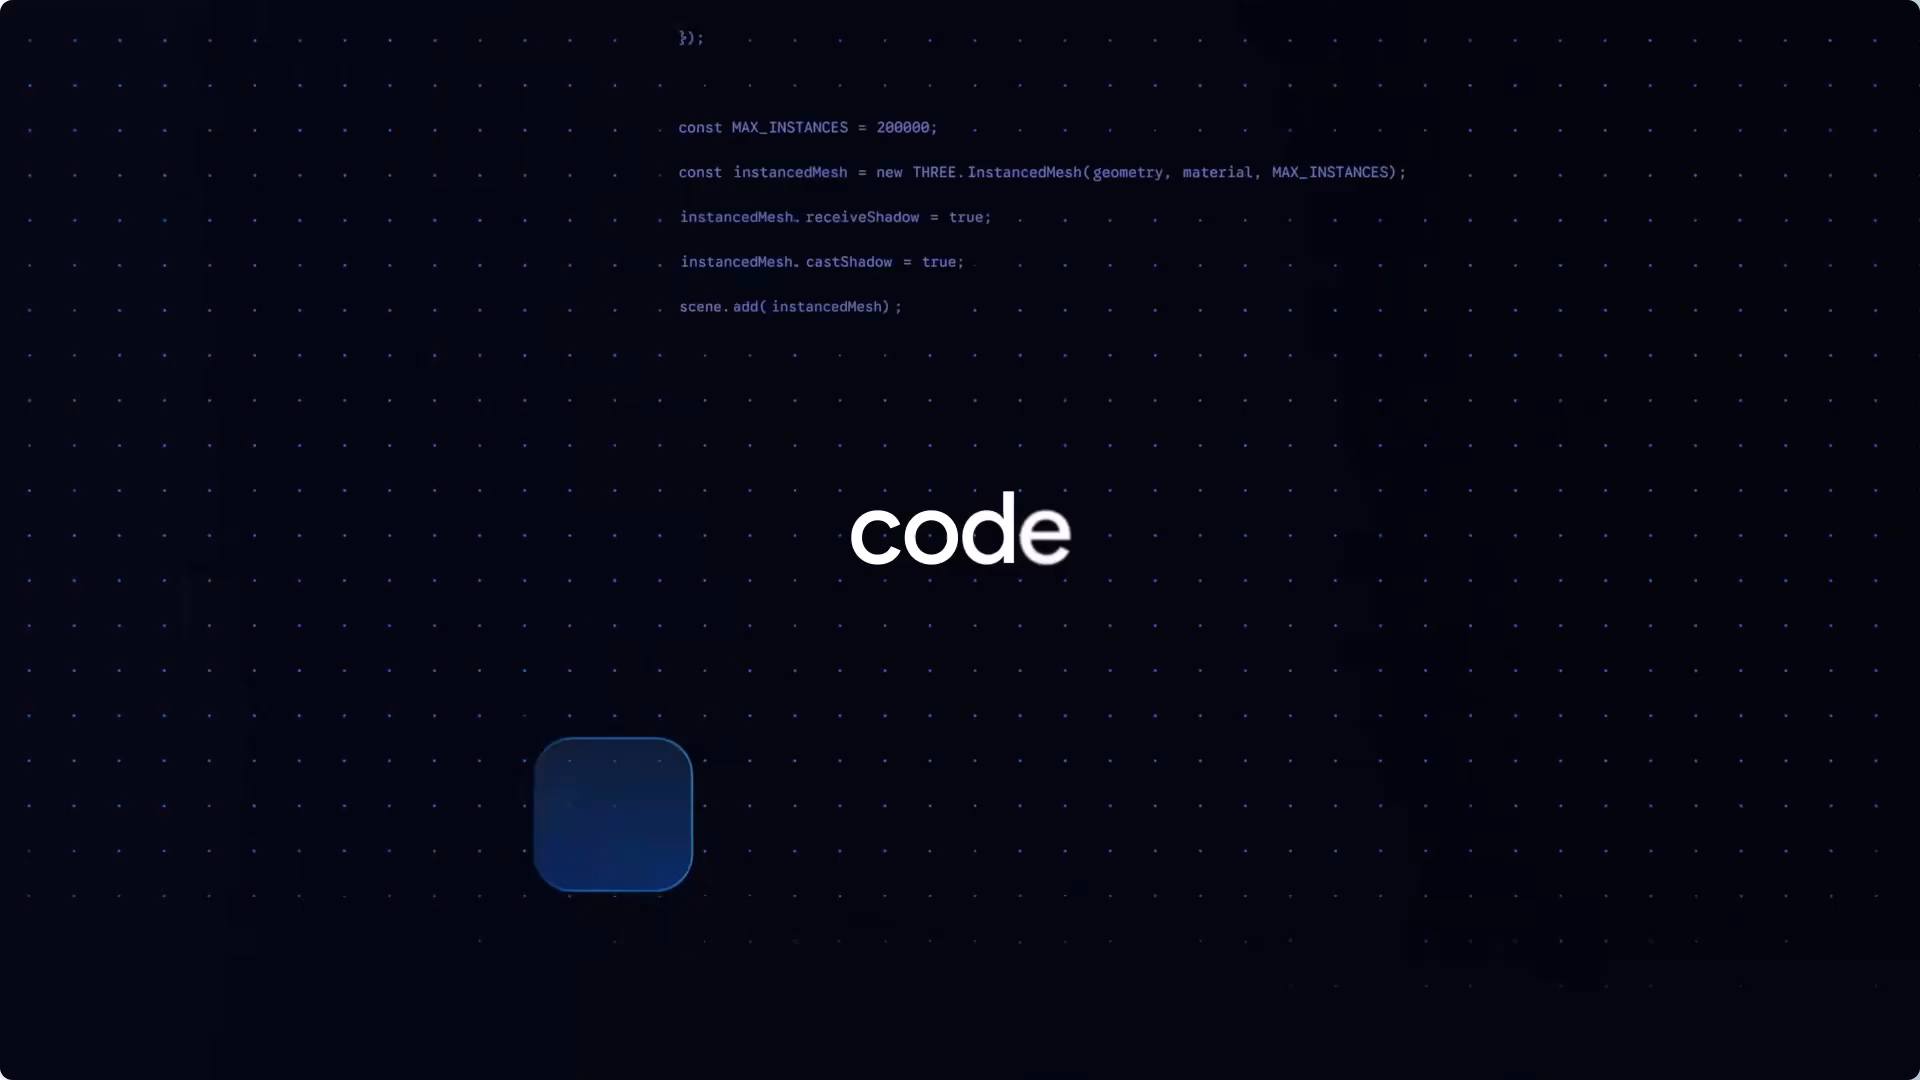 });
const MAX_INSTANCES = 200000;
const instancedMesh = new THREE.InstancedMesh(geometry, material, MAX_INSTANCES);
instancedMesh.receiveShadow = true;
instancedMesh.castShadow = true;
scene.add(instancedMesh);
code